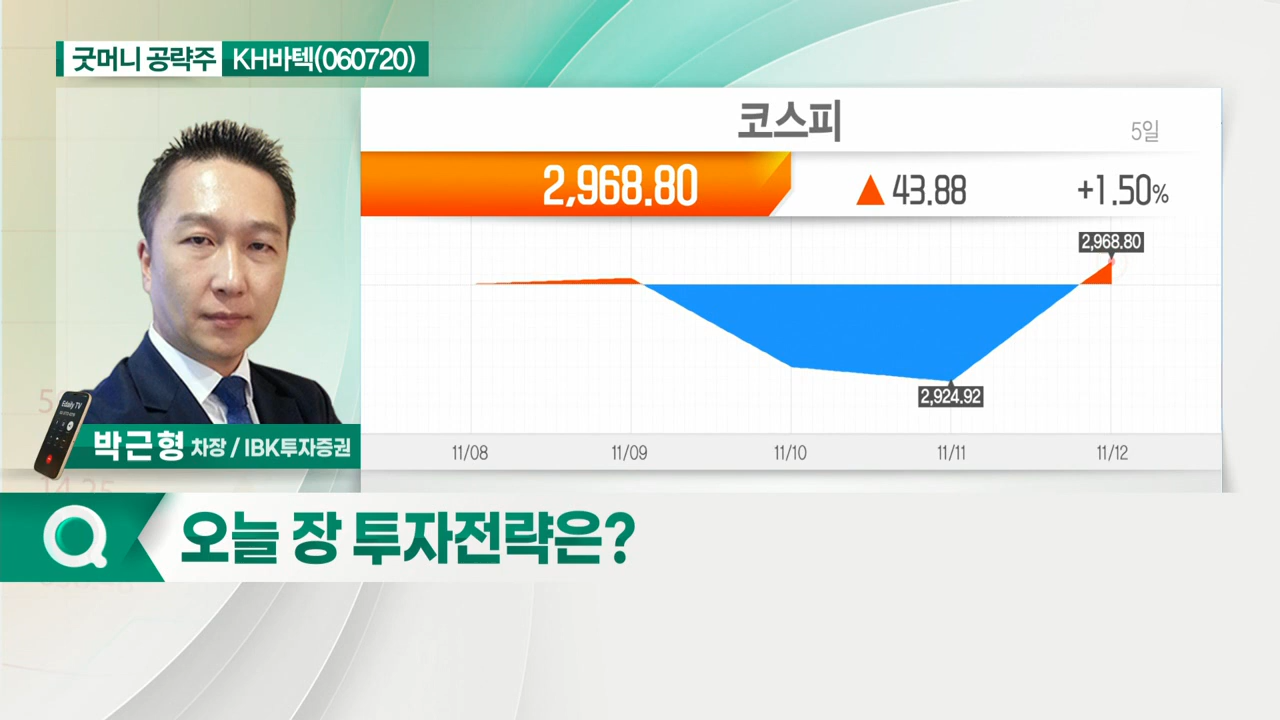 굿머니 공략주 KH바텍(060720)
코스피
5일
2,968.80 ▲ 43.88 +1.50%
2,968.80
2,924.92
11/08 11/09 11/10 11/11 11/12
Edaily TV
박근형 차장 / IBK투자증권
Q 오늘 장 투자전략은?